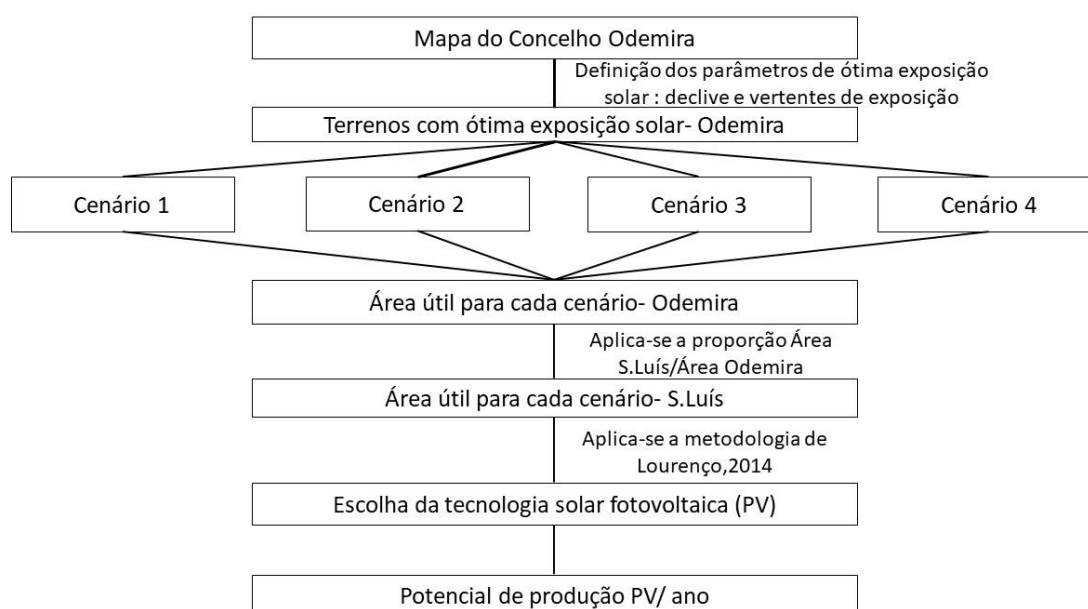 Mapa do Concelho Odemira
Definição dos parâmetros de ótima exposição
solar : declive e vertentes de exposição
Terrenos com ótima exposição solar- Odemira
Cenário 1
Cenário 2
Cenário 3
Cenário 4
Área útil para cada cenário- Odemira
Aplica-se a proporção Área
S.Luís/Área Odemira
Área útil para cada cenário- S.Luís
Aplica-se a metodologia de
Lourenço,2014
Escolha da tecnologia solar fotovoltaica (PV)
Potencial de produção PV/ ano